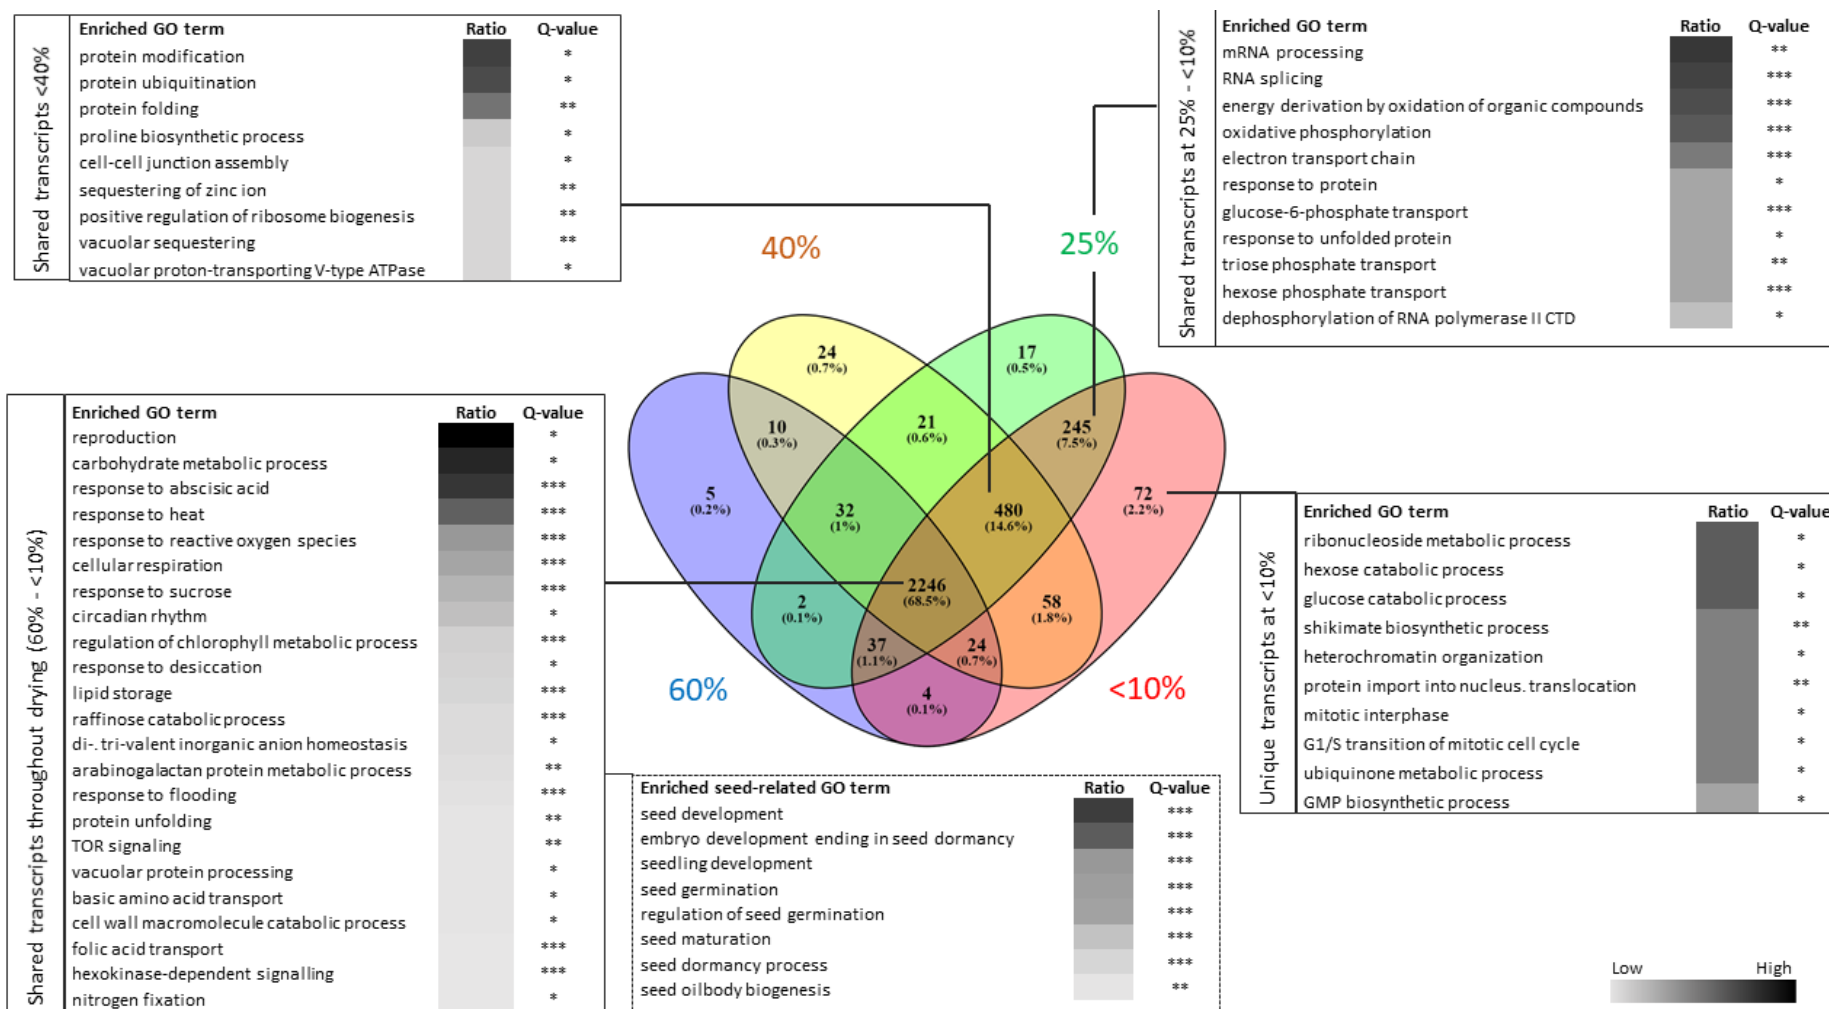 Shared transcripts <40%
Enriched GO term Ratio Q-value
protein modification *
protein ubiquitination *
protein folding **
proline biosynthetic process *
cell-cell junction assembly *
sequestering of zinc ion **
positive regulation of ribosome biogenesis **
vacuolar sequestering **
vacuolar proton-transporting V-type ATPase *
Shared transcripts at 25% - <10%
Enriched GO term Ratio Q-value
mRNA processing **
RNA splicing ***
energy derivation by oxidation of organic compounds ***
oxidative phosphorylation ***
electron transport chain ***
response to protein *
glucose-6-phosphate transport ***
response to unfolded protein *
triose phosphate transport **
hexose phosphate transport ***
dephosphorylation of RNA polymerase II CTD *
40%
25%
60%
<10%
24
(0.7%)
17
(0.5%)
10
(0.3%)
21
(0.6%)
245
(7.5%)
5
(0.2%)
32
(1%)
480
(14.6%)
72
(2.2%)
2246
(68.5%)
2
(0.1%)
58
(1.8%)
37
(1.1%)
24
(0.7%)
4
(0.1%)
Shared transcripts throughout drying (60% - <10%)
Enriched GO term Ratio Q-value
reproduction *
carbohydrate metabolic process *
response to abscisic acid ***
response to heat ***
response to reactive oxygen species ***
cellular respiration ***
response to sucrose ***
circadian rhythm *
regulation of chlorophyll metabolic process ***
response to desiccation *
lipid storage ***
raffinose catabolic process ***
di-. tri-valent inorganic anion homeostasis *
arabinogalactan protein metabolic process **
response to flooding ***
protein unfolding **
TOR signaling **
vacuolar protein processing *
basic amino acid transport *
cell wall macromolecule catabolic process *
folic acid transport ***
hexokinase-dependent signalling ***
nitrogen fixation *
Enriched seed-related GO term Ratio Q-value
seed development ***
embryo development ending in seed dormancy ***
seedling development ***
seed germination ***
regulation of seed germination ***
seed maturation ***
seed dormancy process ***
seed oilbody biogenesis **
Unique transcripts at <10%
Enriched GO term Ratio Q-value
ribonucleoside metabolic process *
hexose catabolic process *
glucose catabolic process *
shikimate biosynthetic process **
heterochromatin organization *
protein import into nucleus. translocation **
mitotic interphase *
G1/S transition of mitotic cell cycle *
ubiquinone metabolic process *
GMP biosynthetic process *
Low High